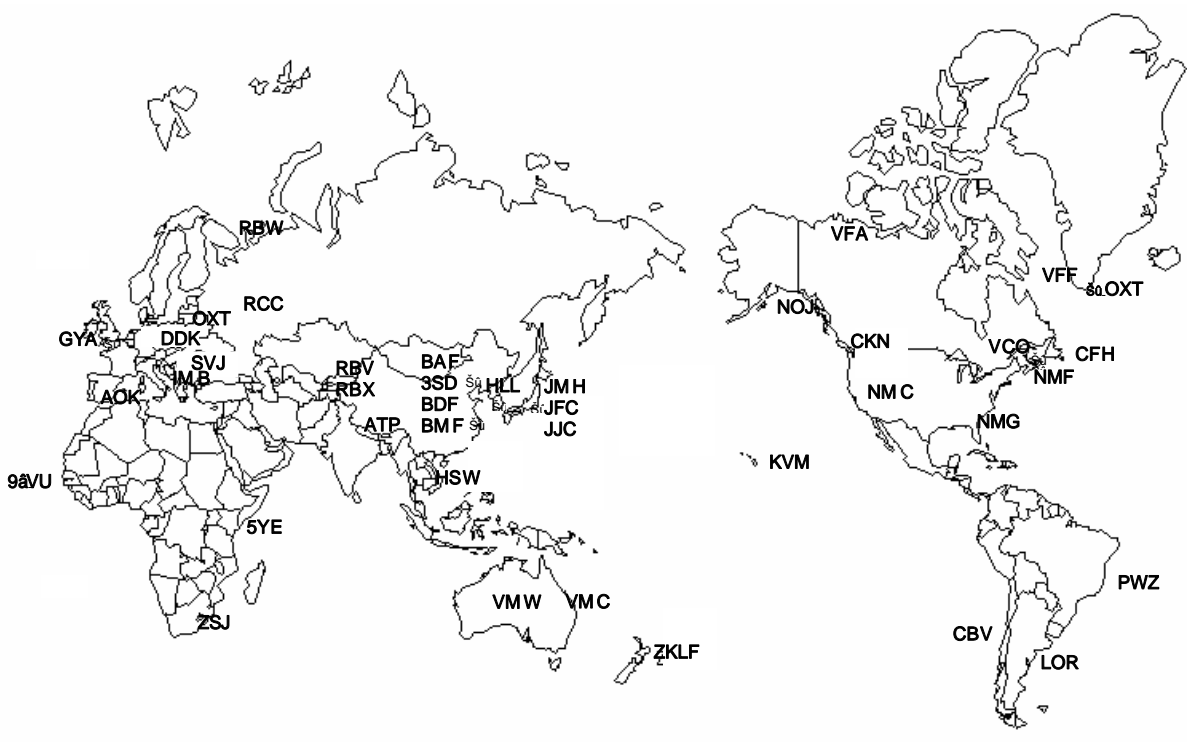 RBW
VFA
VFF
OXT
RCC
NOJ
OXT
GYA
DDK
CKN
VCO
CFH
SVJ
BAF
RBV
IMB
3SD
HLL
JMH
NMF
RBX
AOK
NMC
BDF
JFC
ATP
BMF
JJC
NMG
KVM
9âVU
HSW
5YE
PWZ
VMW
VMC
ZSJ
CBV
ZKLF
LOR